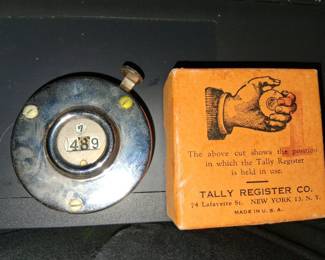 489
The above cut shows the position
in which the Tally Register
is held in use.
TALLY REGISTER CO.
74 Lafayette St. NEW YORK 13, N.Y.
MADE IN U. S. A.